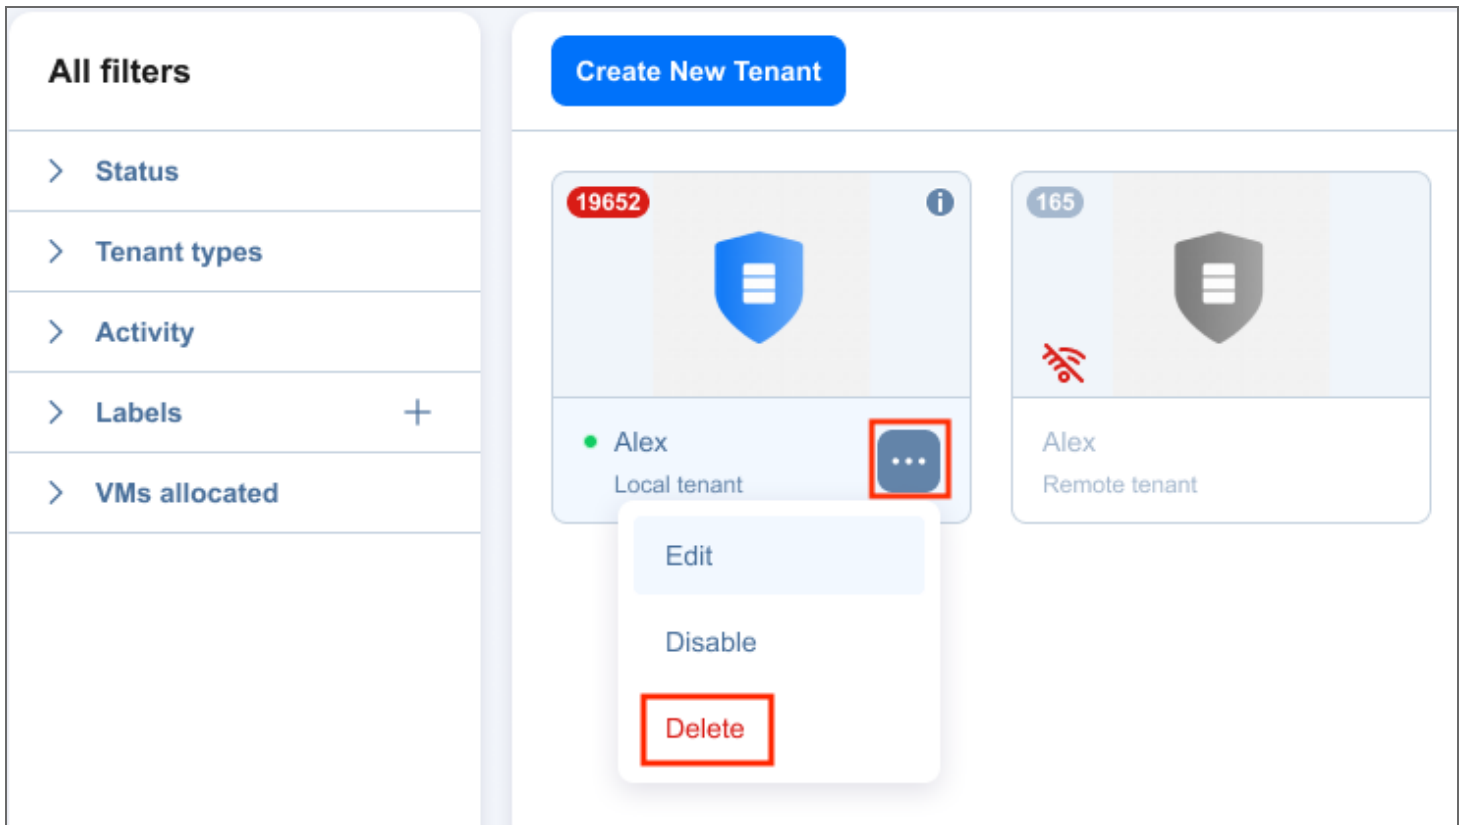 All filters
Status
Tenant types
Activity
Labels
VMs allocated
Create New Tenant
19652
Alex
Local tenant
Edit
Disable
Delete
165
Alex
Remote tenant